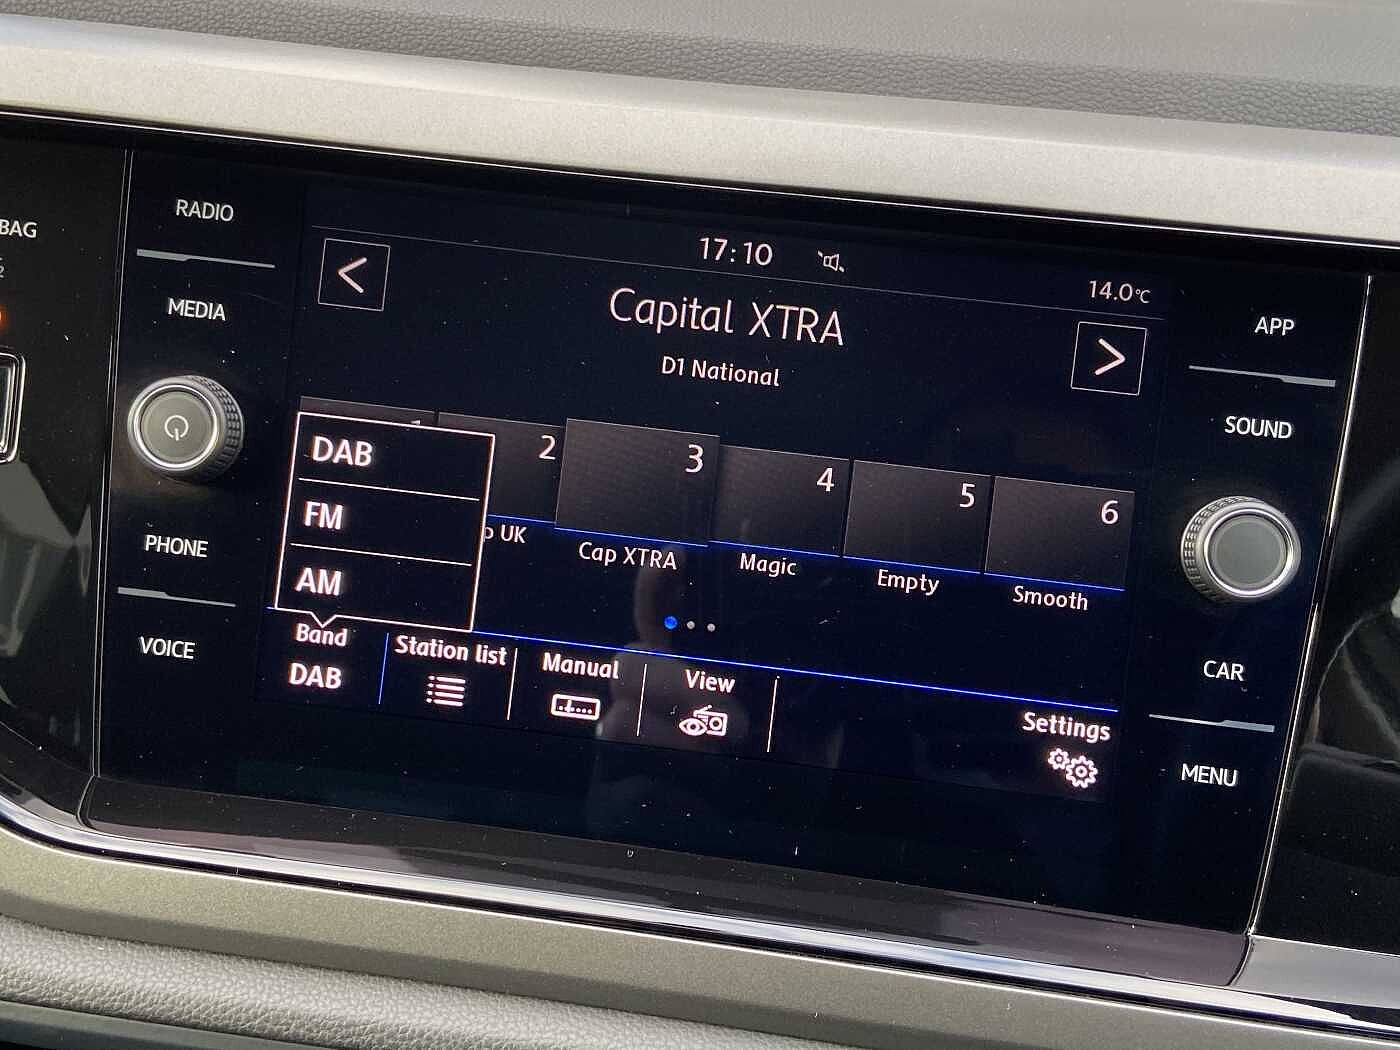 BAG
RADIO
MEDIA
PHONE
VOICE
17:10
14.0°C
Capital XTRA
D1 National
2
3
4
5
6
UK
Cap XTRA
Magic
Empty
Smooth
DAB
FM
AM
Band
DAB
Station list
Manual
View
Settings
APP
SOUND
CAR
MENU